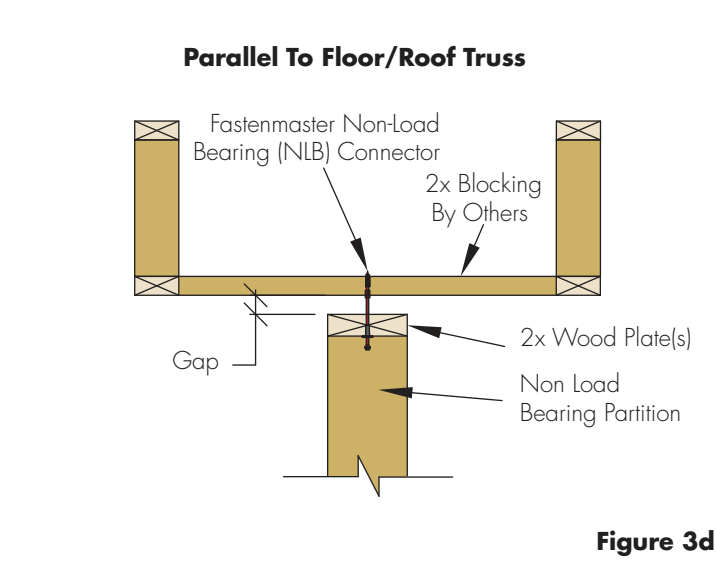 Parallel To Floor/Roof Truss
Fastenmaster Non-Load
Bearing (NLB) Connector
2x Blocking
By Others
Gap
2x Wood Plate(s)
Non Load
Bearing Partition
Figure 3d